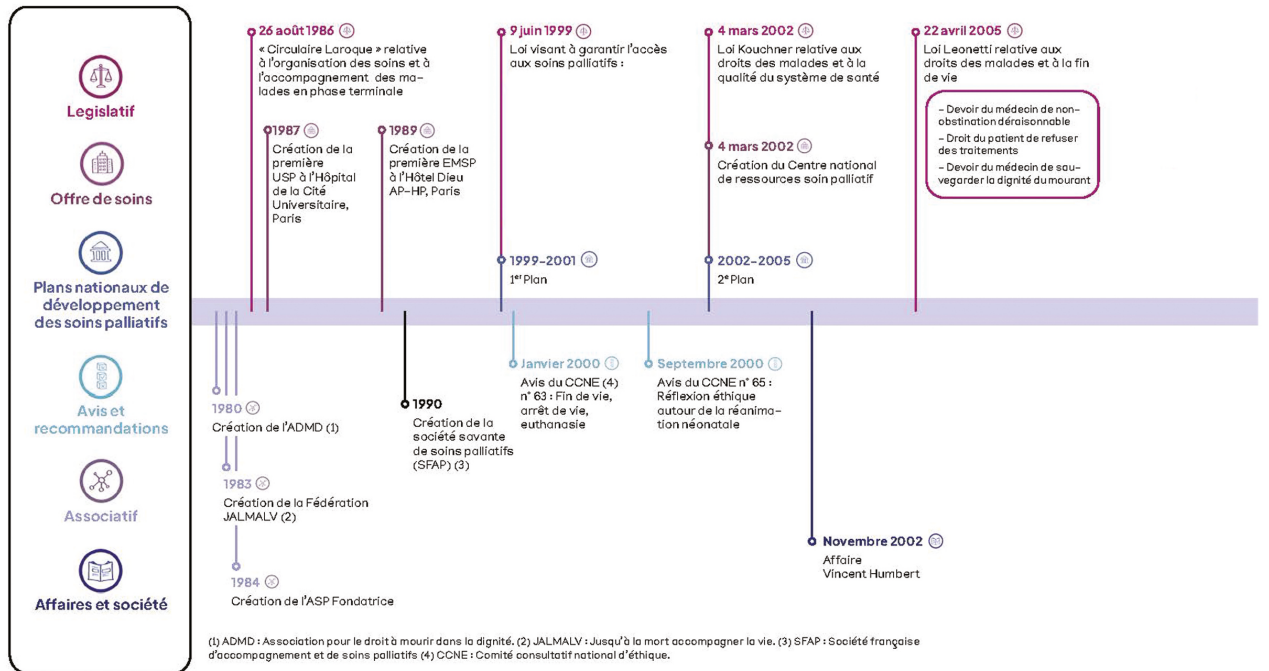 Législatif
Offre de soins
Plans nationaux de
développement
des soins palliatifs
Avis et
recommandations
Associatif
Affaires et société
26 août 1986
« Circulaire Laroque » relative
à l'organisation des soins et à
l'accompagnement des ma-
lades en phase terminale
1987
Création de la
première
USP à l'Hôpital
de la Cité
Universitaire,
Paris
1989
Création de la
première EMSP
à l'Hôtel Dieu
AP-HP, Paris
9 juin 1999
Loi visant à garantir l'accès
aux soins palliatifs :
1999-2001
1er Plan
4 mars 2002
Loi Kouchner relative aux
droits des malades et à la
qualité du système de santé
4 mars 2002
Création du Centre national
de ressources soin palliatif
2002-2005
2e Plan
22 avril 2005
Loi Leonetti relative aux
droits des malades et à la fin
de vie
– Devoir du médecin de non-
obstination déraisonnable
– Droit du patient de refuser
des traitements
– Devoir du médecin de sau-
vegarder la dignité du mourant
1980
Création de l'ADMD (1)
1983
Création de la Fédération
JALMALV (2)
1984
Création de l'ASP Fondatrice
1990
Création de la
société savante
de soins palliatifs
(SFAP) (3)
Janvier 2000
Avis du CCNE (4)
n° 63 : Fin de vie,
arrêt de vie,
euthanasie
Septembre 2000
Avis du CCNE n° 65 :
Réflexion éthique
autour de la réanima-
tion néonatale
Novembre 2002
Affaire
Vincent Humbert
(1) ADMD : Association pour le droit à mourir dans la dignité. (2) JALMALV : Jusqu'à la mort accompagner la vie. (3) SFAP : Société française
d'accompagnement et de soins palliatifs (4) CCNE : Comité consultatif national d'éthique.